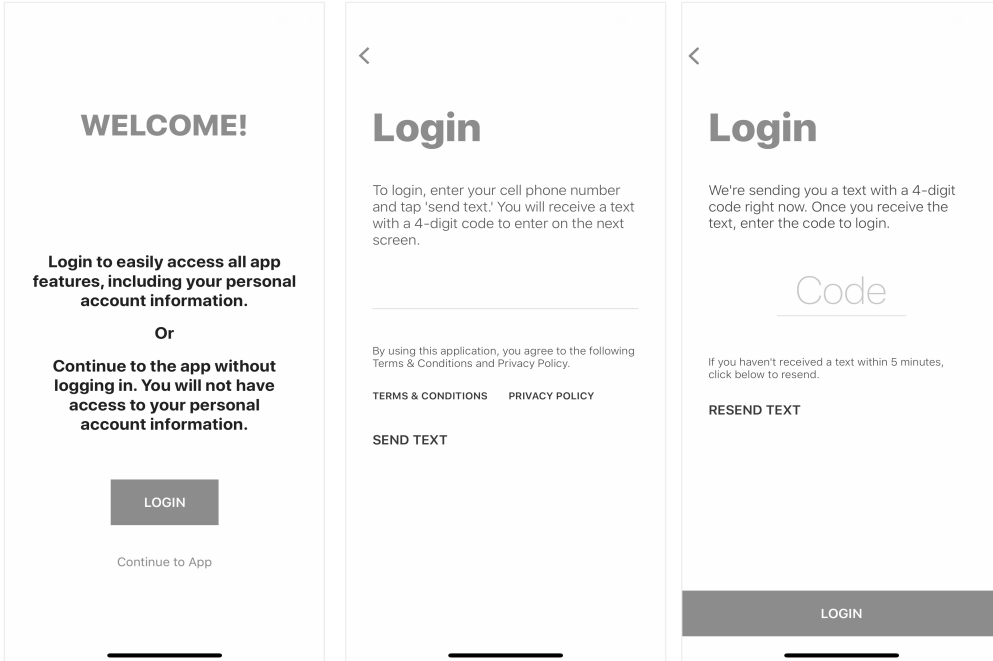 WELCOME!
Login to easily access all app
features, including your personal
account information.
Or
Continue to the app without
logging in. You will not have
access to your personal
account information.
LOGIN
Continue to App
Login
To login, enter your cell phone number
and tap 'send text.' You will receive a text
with a 4-digit code to enter on the next
screen.
By using this application, you agree to the following
Terms & Conditions and Privacy Policy.
TERMS & CONDITIONS PRIVACY POLICY
SEND TEXT
Login
We're sending you a text with a 4-digit
code right now. Once you receive the
text, enter the code to login.
Code
If you haven't received a text within 5 minutes,
click below to resend.
RESEND TEXT
LOGIN